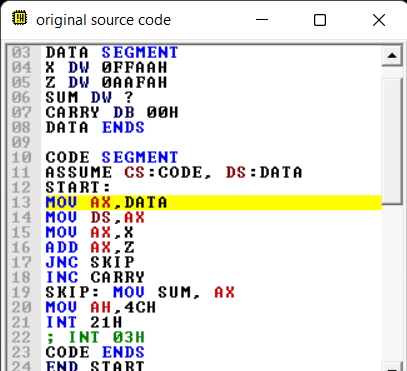 original source code
03 DATA SEGMENT
04 X DW 0FFAAH
05 Z DW 0AAFAH
06 SUM DW ?
07 CARRY DB 00H
08 DATA ENDS
09
10 CODE SEGMENT
11 ASSUME CS:CODE, DS:DATA
12 START:
13 MOV AX,DATA
14 MOV DS,AX
15 MOV AX,X
16 ADD AX,Z
17 JNC SKIP
18 INC CARRY
19 SKIP: MOV SUM, AX
20 MOV AH,4CH
21 INT 21H
22 ; INT 03H
23 CODE ENDS
24 END START